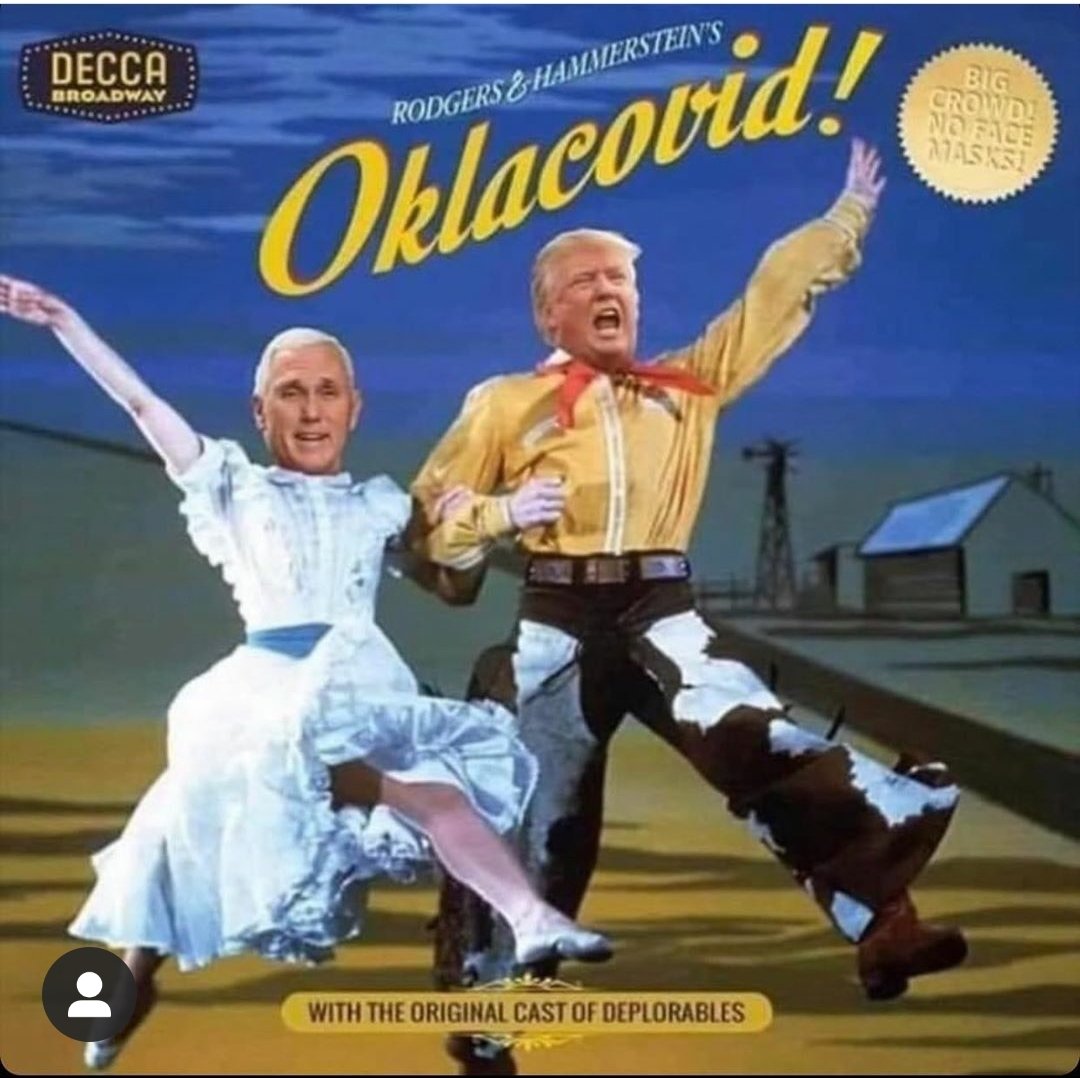 DECCA
BROADWAY
RODGERS & HAMMERSTEIN'S
Oklacovid!
BIG
CROWD!
NO FACE
MASKS!
WITH THE ORIGINAL CAST OF DEPLORABLES